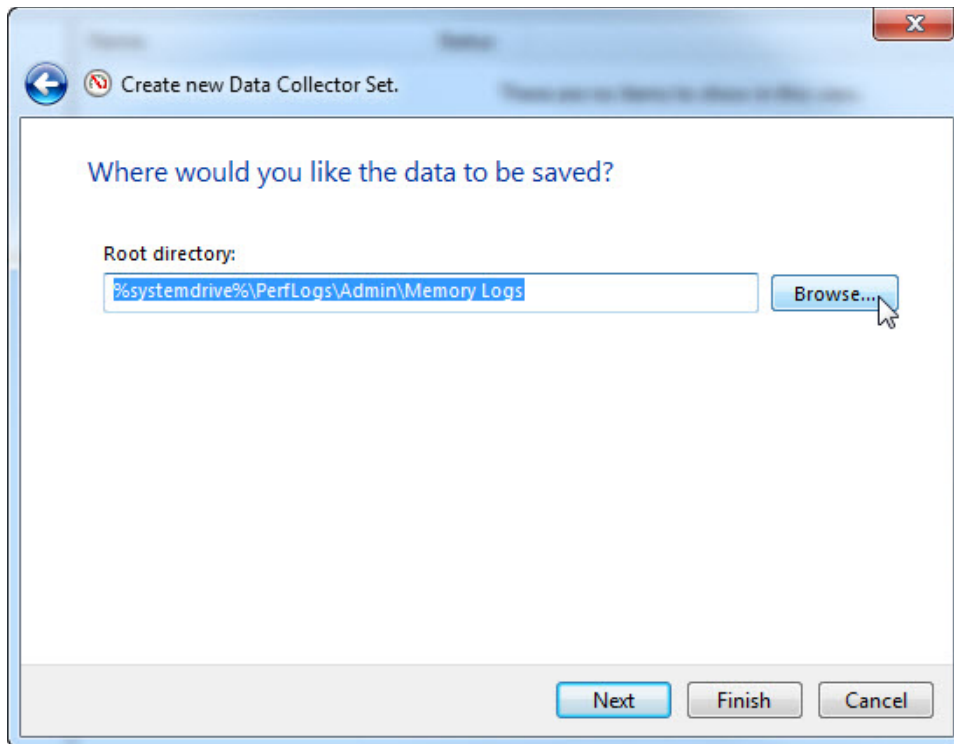 Create new Data Collector Set.
Where would you like the data to be saved?
Root directory:
%systemdrive%\PerfLogs\Admin\Memory Logs
Browse...
Next
Finish
Cancel